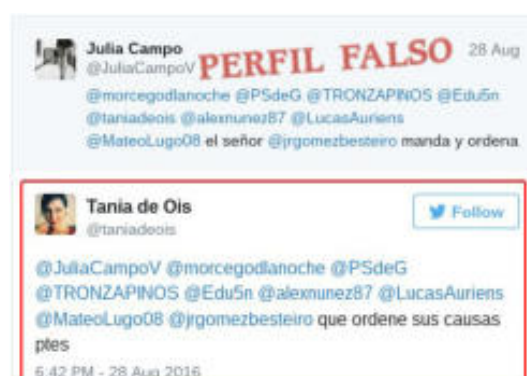 Julia Campo
@JuliaCampoV PERFIL FALSO 28 Aug
@morcegodlanoche @PSdeG @TRONZAPINOS @Edu5n
@taniadeois @alexnunez87 @LucasAuriens
@MateoLugo08 el señor @jrgomezbesteiro manda y ordena
Tania de Ois
@taniadeois
Follow
@JuliaCampoV @morcegodlanoche @PSdeG
@TRONZAPINOS @Edu5n @alexnunez87 @LucasAuriens
@MateoLugo08 @jrgomezbesteiro que ordene sus causas
ptes
6:42 PM - 28 Aug 2016